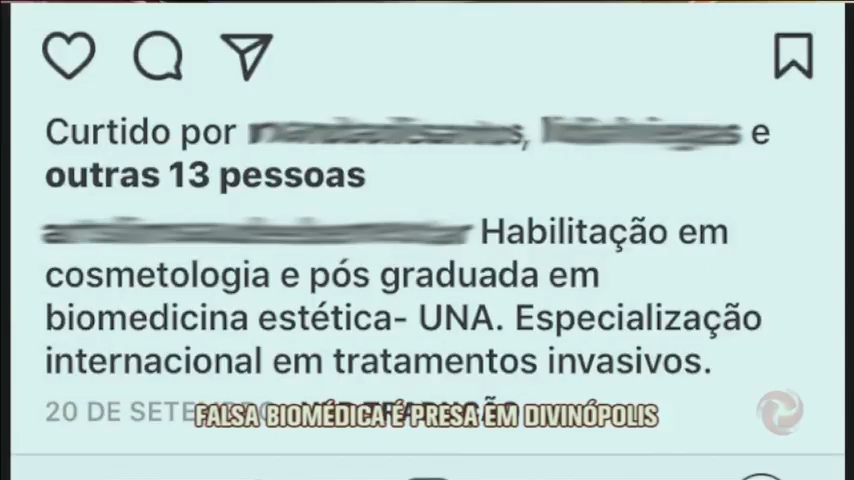 Curtido por , e
outras 13 pessoas
Habilitação em
cosmetologia e pós graduada em
biomedicina estética- UNA. Especialização
internacional em tratamentos invasivos.
20 DE SETE
FALSA BIOMÉDICA É PRESA EM DIVINÓPOLIS